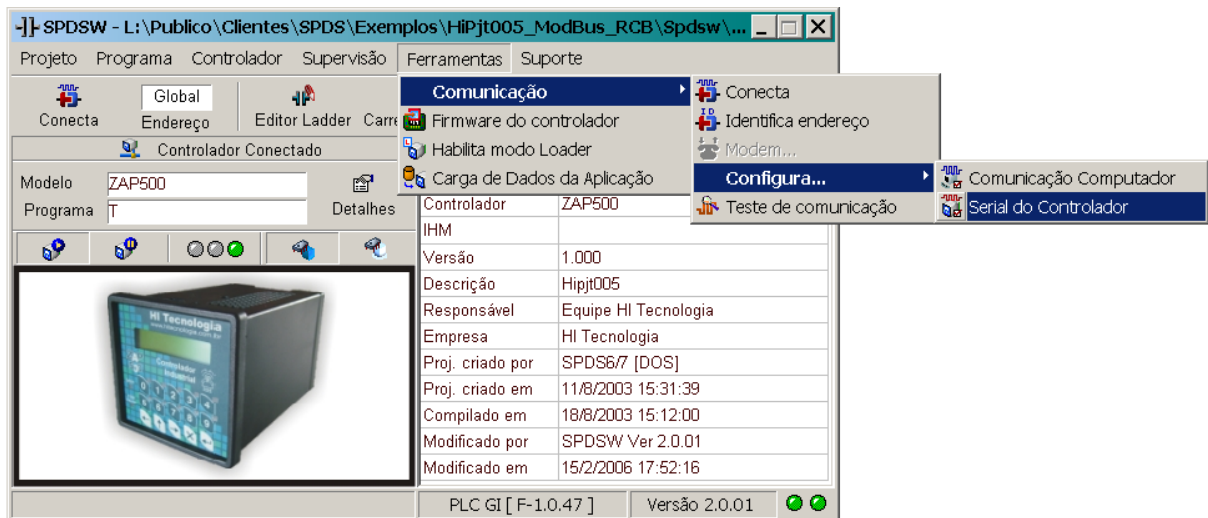 SPDSW - L:\Publico\Clientes\SPDS\Exemplos\HiPjt005_ModBus_RCB\Spdsw\...
Projeto Programa Controlador Supervisão Ferramentas Suporte
Conecta
Global
Endereço
Editor Ladder
Carre
Controlador Conectado
Modelo ZAP500
Programa T
Detalhes
Comunicação
Firmware do controlador
Habilita modo Loader
Carga de Dados da Aplicação
Conecta
Identifica endereço
Modem...
Configura...
Teste de comunicação
Comunicação Computador
Serial do Controlador
Controlador ZAP500
IHM
Versão 1.000
Descrição Hipjt005
Responsável Equipe HI Tecnologia
Empresa HI Tecnologia
Proj. criado por SPDS6/7 [DOS]
Proj. criado em 11/8/2003 15:31:39
Compilado em 18/8/2003 15:12:00
Modificado por SPDSW Ver 2.0.01
Modificado em 15/2/2006 17:52:16
HI Tecnologia
Controlador
Industrial
PLC GI [ F-1.0.47 ]
Versão 2.0.01